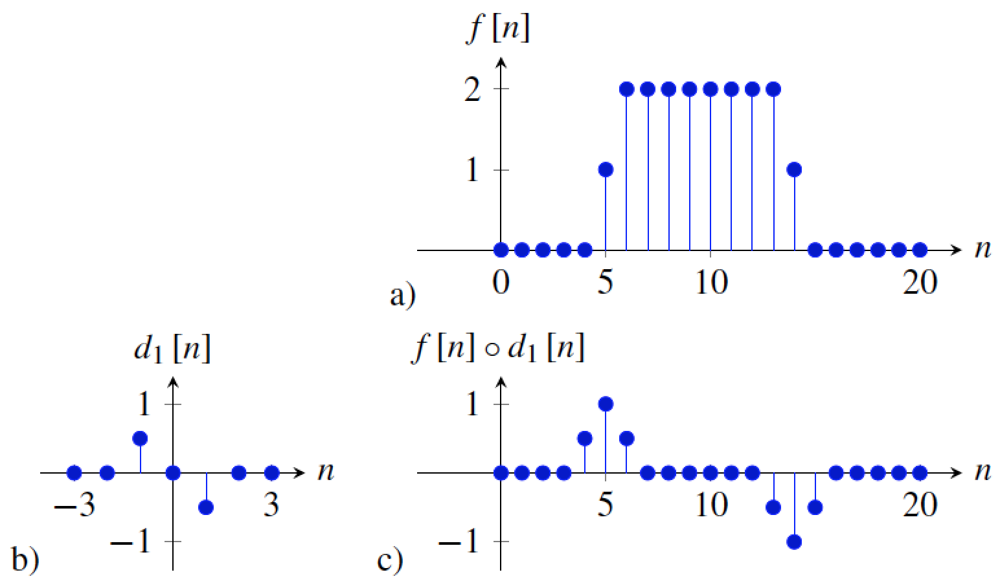 f [n]
2
1
n
0 5 10 20
a)
d₁ [n]
1
n
−3 3
−1
b)
f [n] ∘ d₁ [n]
1
n
5 10 20
−1
c)